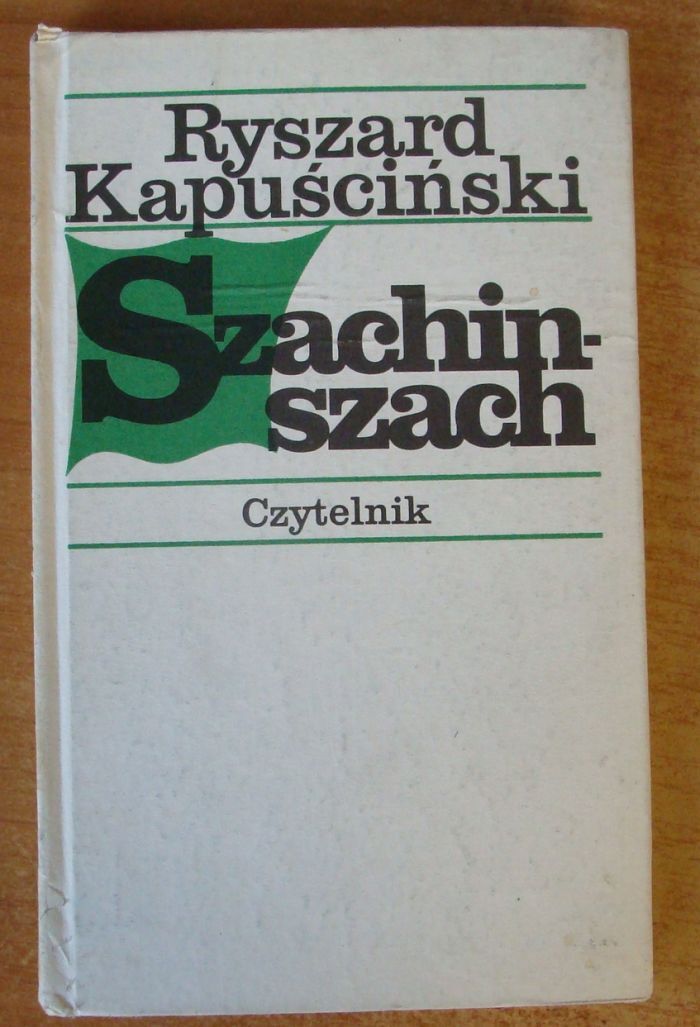 Ryszard
Kapuściński
Szachin-
szach
Czytelnik